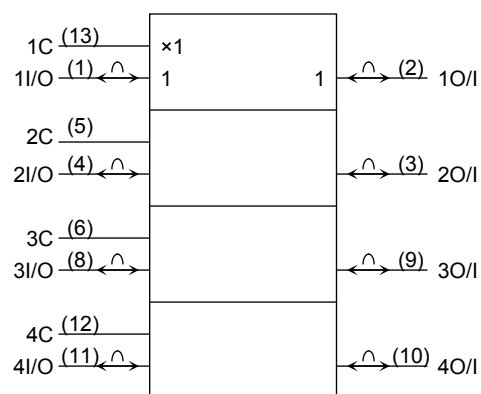 1C (13) ×1
1I/O (1) ∩ 1 1 ∩ (2) 1O/I
2C (5)
2I/O (4) ∩ ∩ (3) 2O/I
3C (6)
3I/O (8) ∩ ∩ (9) 3O/I
4C (12)
4I/O (11) ∩ ∩ (10) 4O/I